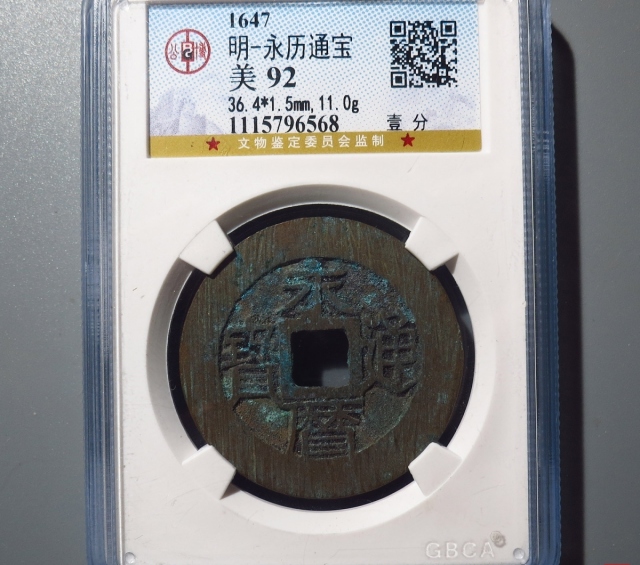 1647
明-永历通宝
美 92
36.4*1.5mm,11.0g
1115796568 壹 分
★ 文物鉴定委员会监制 ★
永
寶 通
曆
GBCA